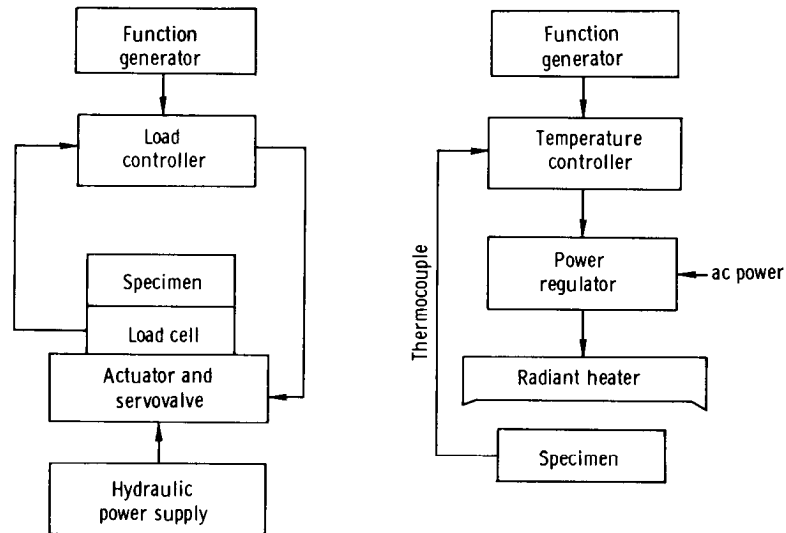 Function
generator
Load
controller
Specimen
Load cell
Actuator and
servovalve
Hydraulic
power supply
Function
generator
Temperature
controller
Thermocouple
Power
regulator
ac power
Radiant heater
Specimen